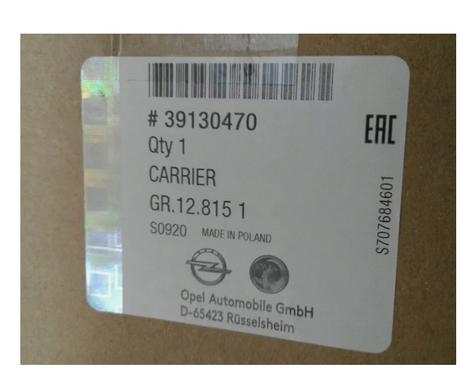 # 39130470
EAC
Qty 1
CARRIER
GR.12.815 1
S0920 MADE IN POLAND
S707684601
Opel Automobile GmbH
D-65423 Rüsselsheim